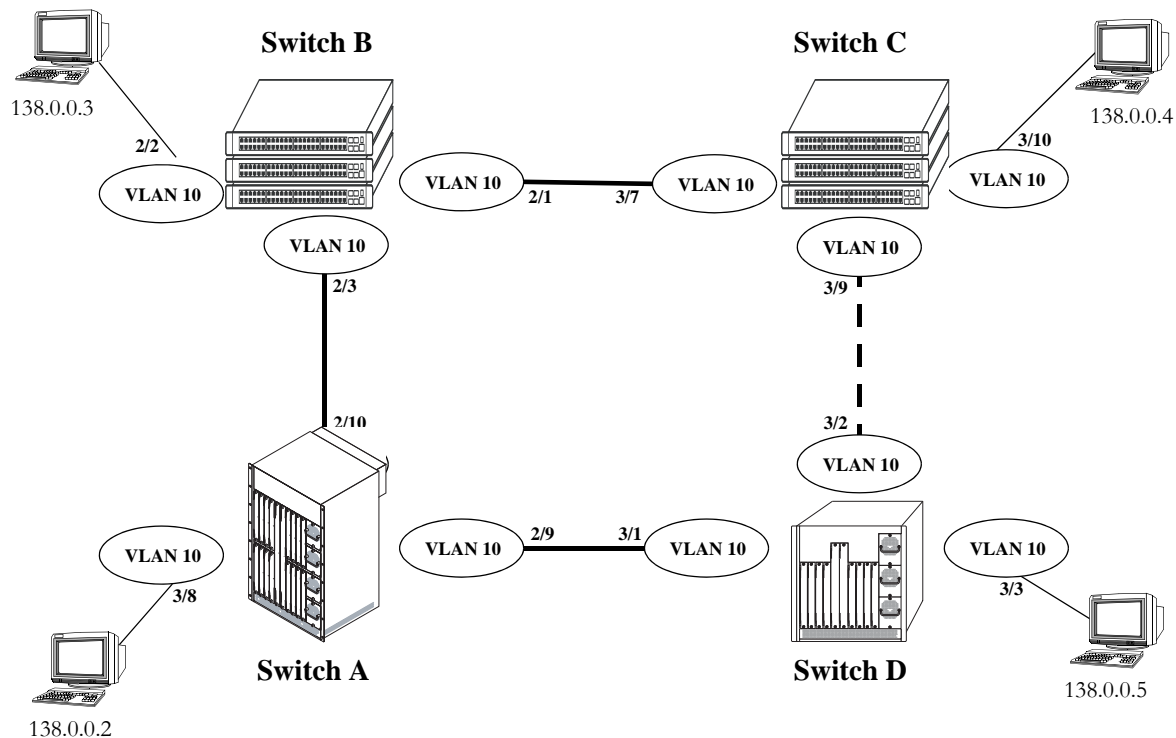 Switch B
Switch C
138.0.0.3
138.0.0.4
2/2
3/10
VLAN 10
VLAN 10
2/1
3/7
VLAN 10
VLAN 10
VLAN 10
2/3
VLAN 10
3/9
2/10
3/2
VLAN 10
VLAN 10
3/8
VLAN 10
2/9
3/1
VLAN 10
VLAN 10
3/3
Switch A
Switch D
138.0.0.2
138.0.0.5